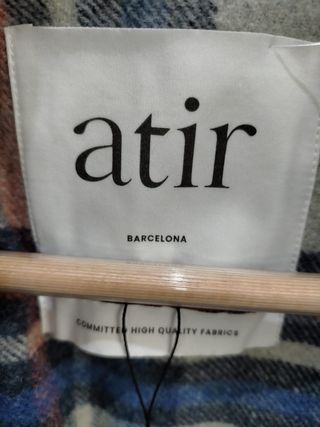 atir
BARCELONA
COMMITTED HIGH QUALITY FABRICS